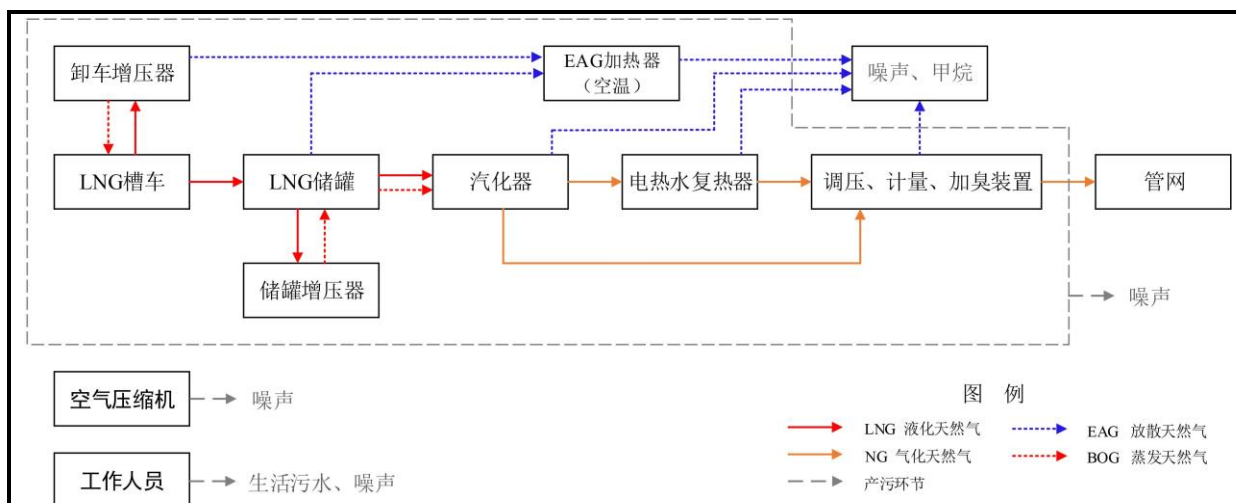 卸车增压器
EAG加热器
（空温）
噪声、甲烷
LNG槽车
LNG储罐
汽化器
电热水复热器
调压、计量、加臭装置
管网
储罐增压器
噪声
空气压缩机
噪声
图 例
LNG 液化天然气
EAG 放散天然气
NG 气化天然气
BOG 蒸发天然气
工作人员
生活污水、噪声
产污环节